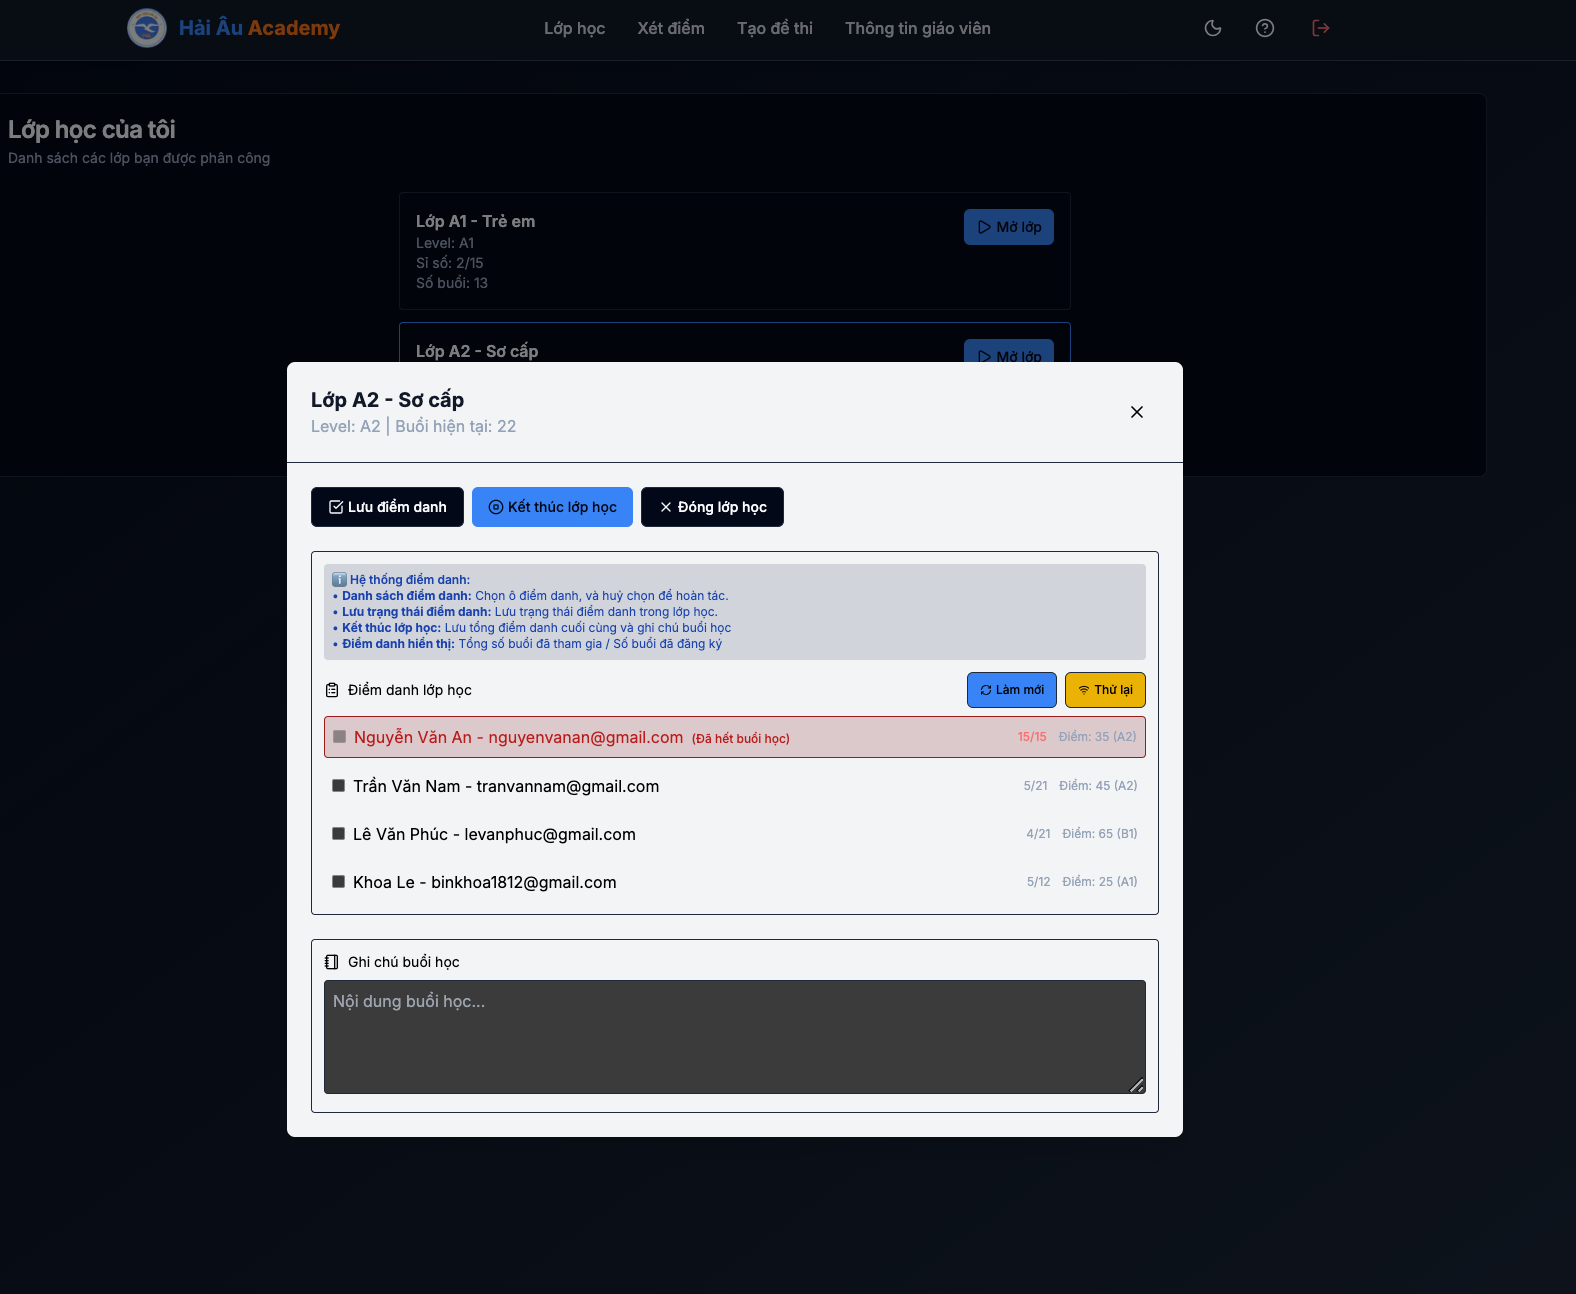 Hải Âu Academy
Lớp học
Xét điểm
Tạo đề thi
Thông tin giáo viên
Lớp học của tôi
Danh sách các lớp bạn được phân công
Lớp A1 - Trẻ em
Level: A1
Sĩ số: 2/15
Số buổi: 13
Mở lớp
Lớp A2 - Sơ cấp
Mở lớp
Lớp A2 - Sơ cấp
Level: A2 | Buổi hiện tại: 22
Lưu điểm danh
Kết thúc lớp học
Đóng lớp học
Hệ thống điểm danh:
• Danh sách điểm danh: Chọn ô điểm danh, và huỷ chọn để hoàn tác.
• Lưu trạng thái điểm danh: Lưu trạng thái điểm danh trong lớp học.
• Kết thúc lớp học: Lưu tổng điểm danh cuối cùng và ghi chú buổi học
• Điểm danh hiển thị: Tổng số buổi đã tham gia / Số buổi đã đăng ký
Điểm danh lớp học
Làm mới
Thử lại
Nguyễn Văn An - nguyenvanan@gmail.com (Đã hết buổi học) 15/15 Điểm: 35 (A2)
Trần Văn Nam - tranvannam@gmail.com 5/21 Điểm: 45 (A2)
Lê Văn Phúc - levanphuc@gmail.com 4/21 Điểm: 65 (B1)
Khoa Le - binkhoa1812@gmail.com 5/12 Điểm: 25 (A1)
Ghi chú buổi học
Nội dung buổi học...